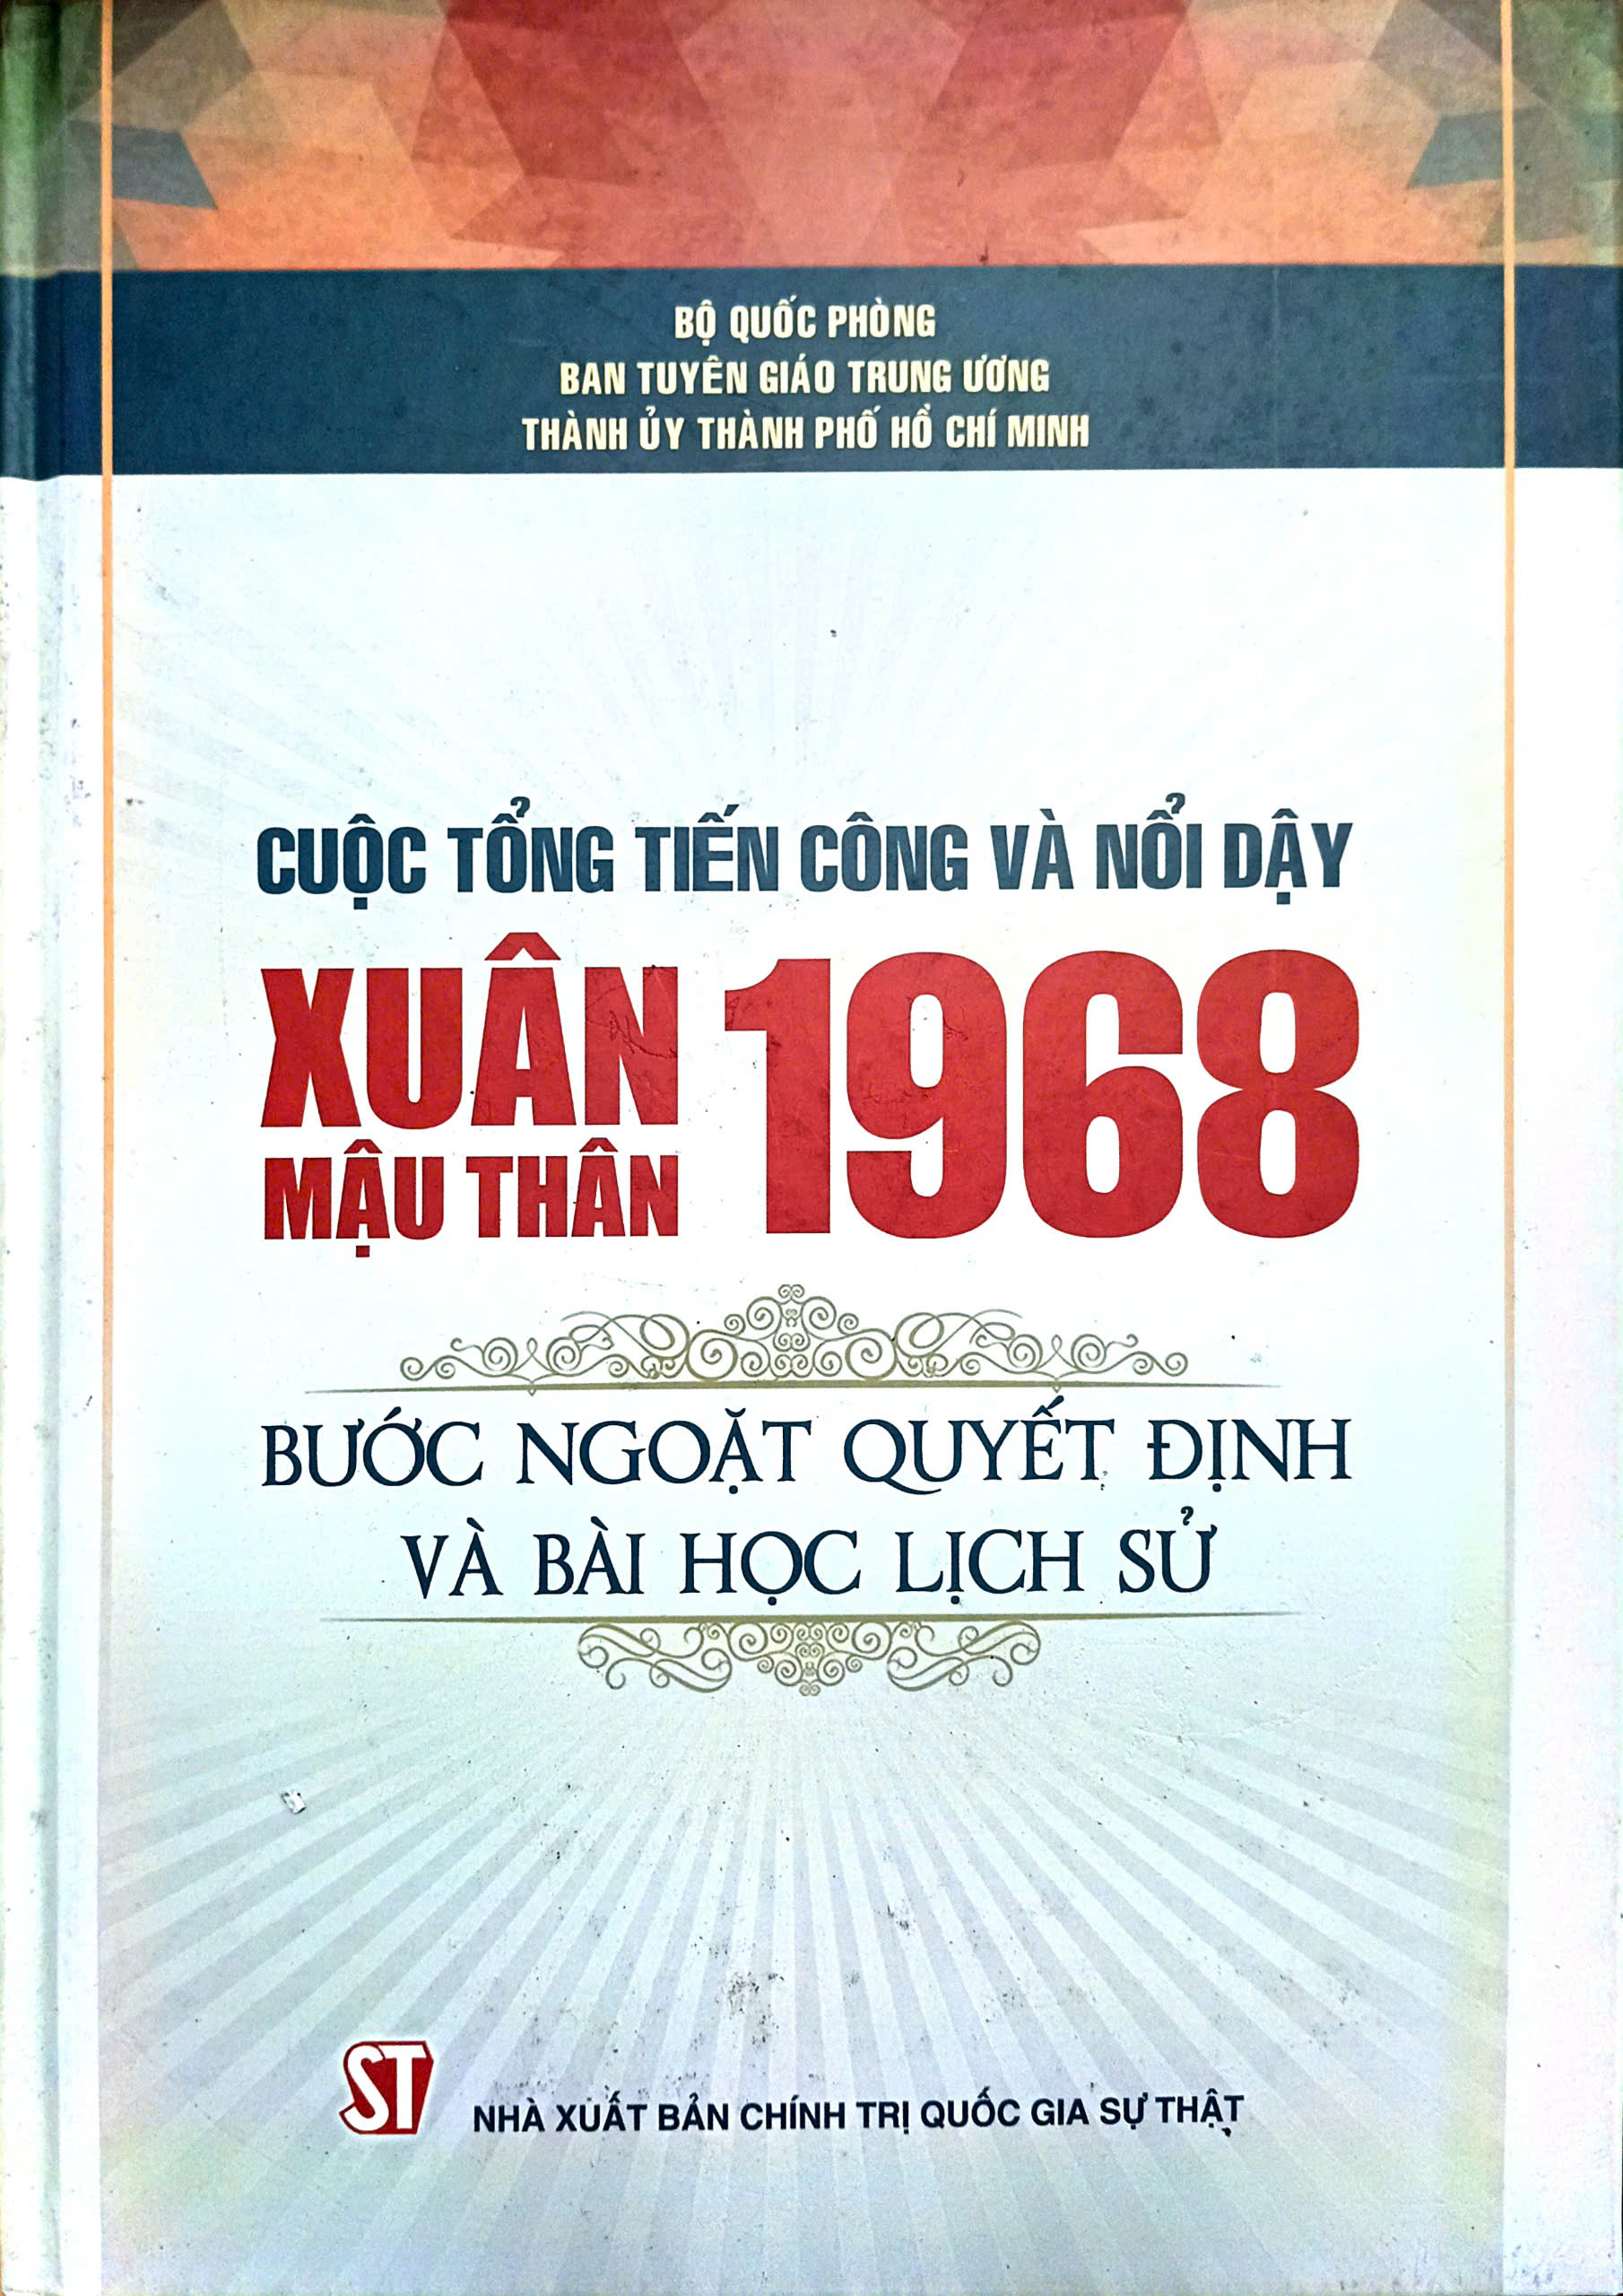 BỘ QUỐC PHÒNG
BAN TUYÊN GIÁO TRUNG ƯƠNG
THÀNH ỦY THÀNH PHỐ HỒ CHÍ MINH
CUỘC TỔNG TIẾN CÔNG VÀ NỔI DẬY
XUÂN
MẬU THÂN
1968
BƯỚC NGOẶT QUYẾT ĐỊNH
VÀ BÀI HỌC LỊCH SỬ
ST
NHÀ XUẤT BẢN CHÍNH TRỊ QUỐC GIA SỰ THẬT